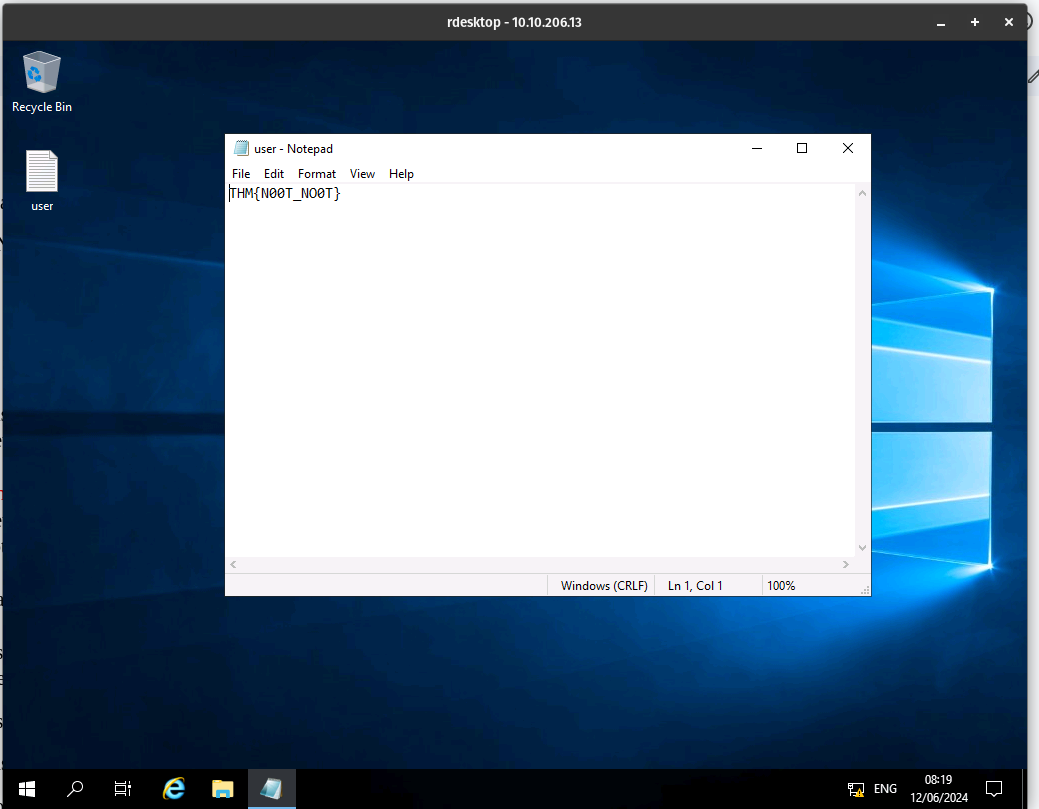 rdesktop - 10.10.206.13
Recycle Bin
user
user - Notepad
File Edit Format View Help
THM{N00T_NO0T}
Windows (CRLF) Ln 1, Col 1 100%
ENG
08:19
12/06/2024